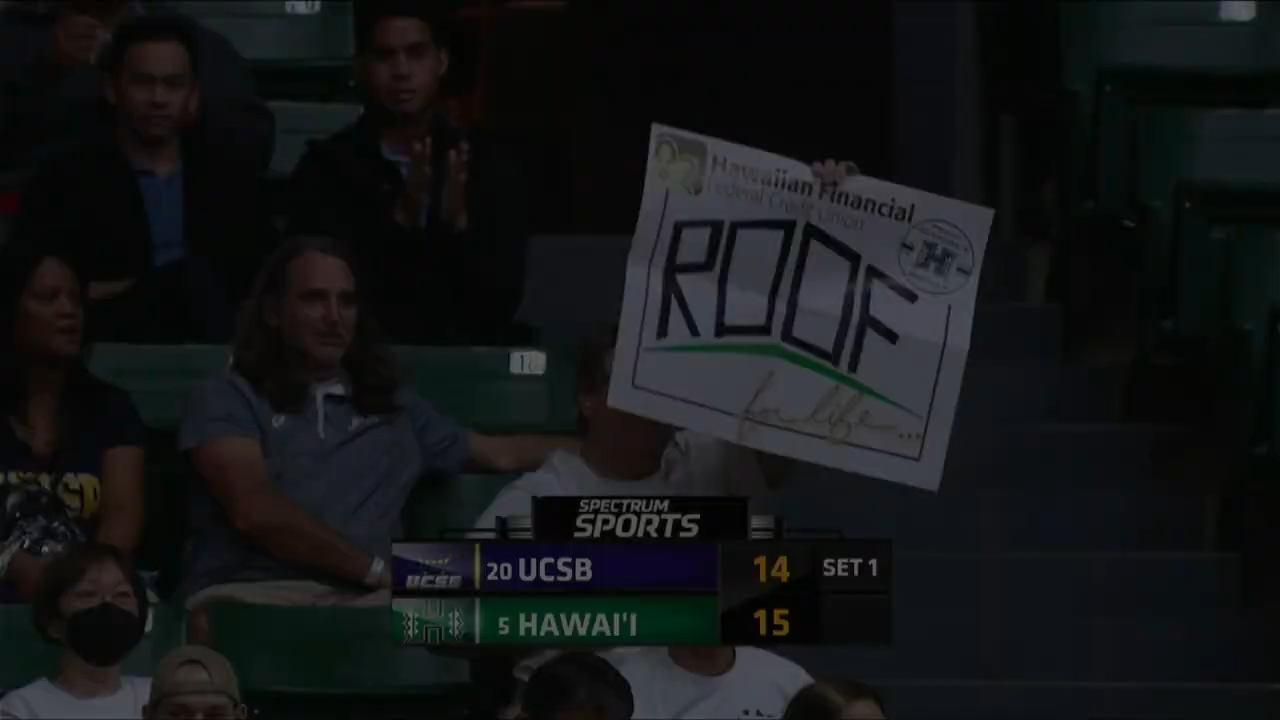 Hawaiian Financial
Federal Credit Union
H
ROOF
for life...
10
SPECTRUM
SPORTS
UCSB
20 UCSB 14 SET 1
H
5 HAWAI'I 15